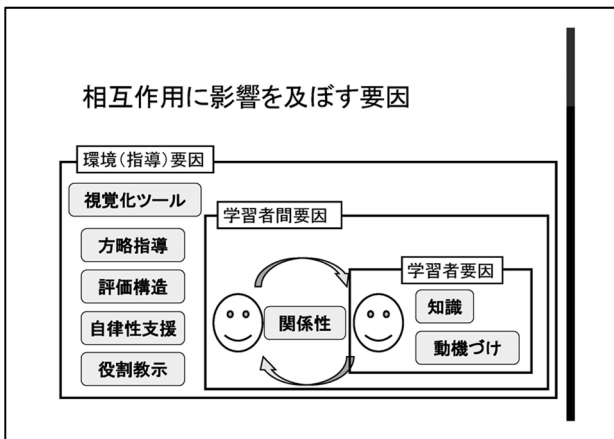 相互作用に影響を及ぼす要因
環境(指導)要因
視覚化ツール
方略指導
評価構造
自律性支援
役割教示
学習者間要因
関係性
学習者要因
知識
動機づけ